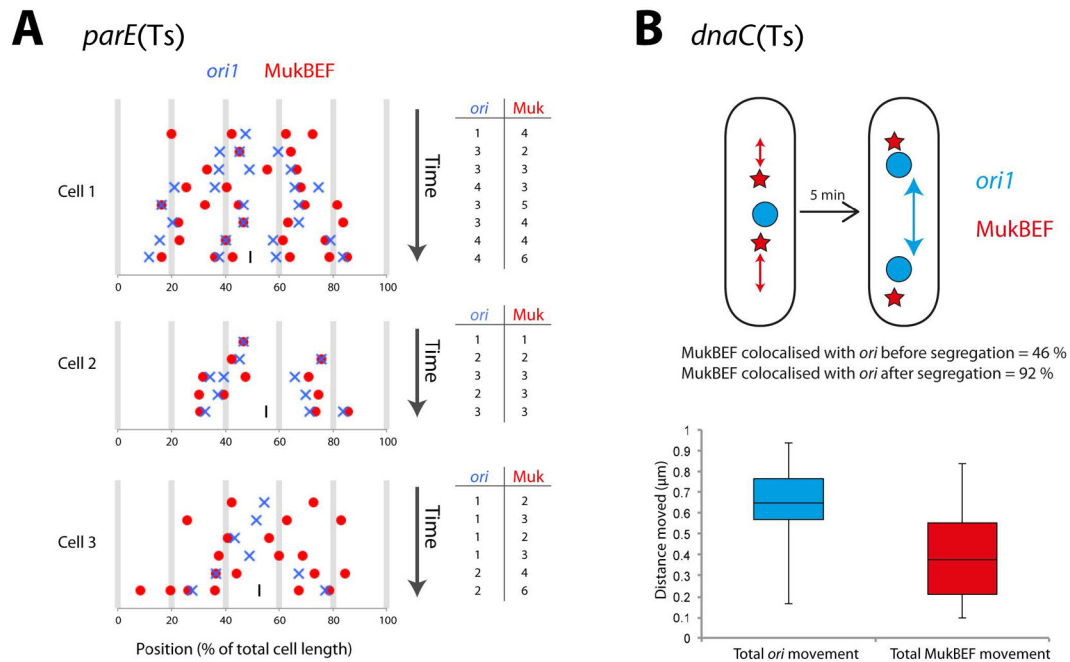 A parE(Ts)
ori1 MukBEF
Cell 1
Time
ori Muk
1 4
3 2
3 3
4 3
3 5
3 4
4 4
4 6
0 20 40 60 80 100
Cell 2
Time
ori Muk
1 1
2 2
3 3
2 3
3 3
0 20 40 60 80 100
Cell 3
Time
ori Muk
1 2
1 3
1 2
1 3
2 4
2 6
0 20 40 60 80 100
Position (% of total cell length)
B dnaC(Ts)
5 min
ori1
MukBEF
MukBEF colocalised with ori before segregation = 46 %
MukBEF colocalised with ori after segregation = 92 %
Distance moved (μm)
1
0.9
0.8
0.7
0.6
0.5
0.4
0.3
0.2
0.1
0
Total ori movement Total MukBEF movement